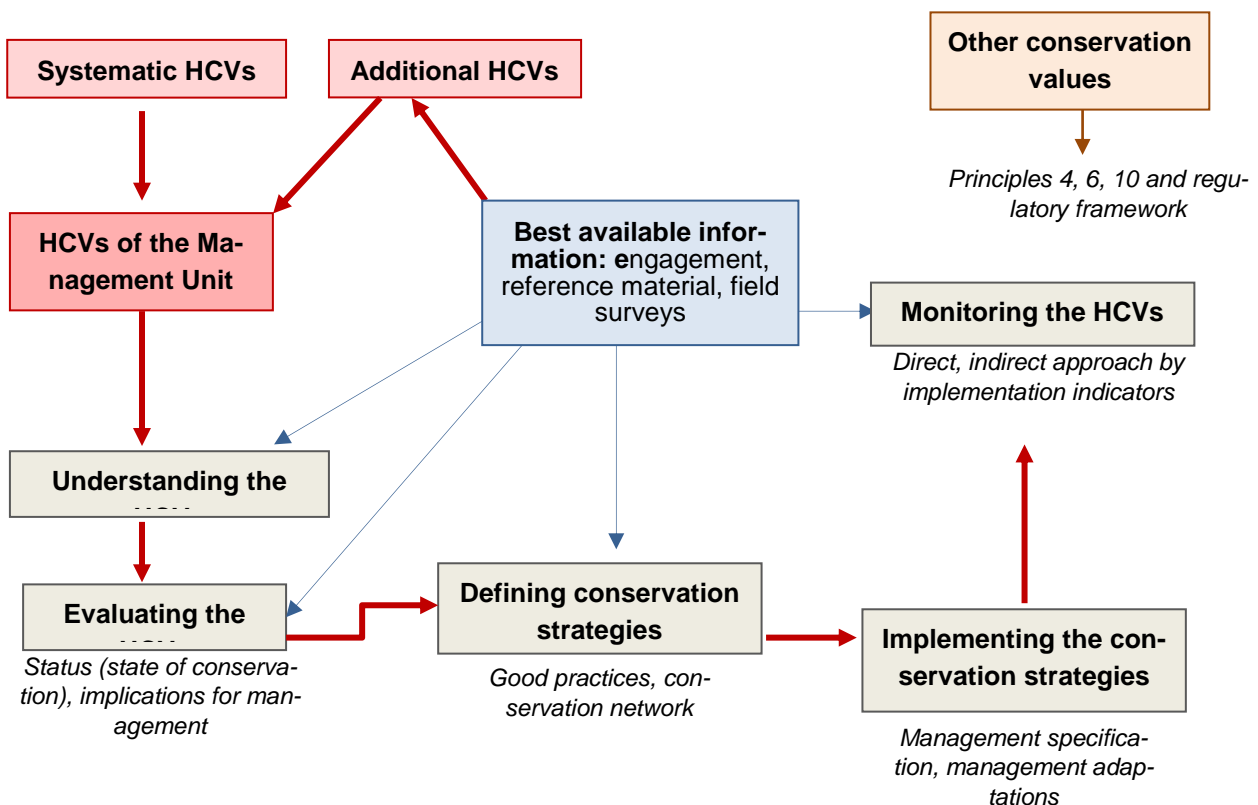 Systematic HCVs
Additional HCVs
Other conservation
values
Principles 4, 6, 10 and regu-
latory framework
HCVs of the Ma-
nagement Unit
Best available infor-
mation: engagement,
reference material, field
surveys
Monitoring the HCVs
Direct, indirect approach by
implementation indicators
Understanding the
Evaluating the
Status (state of conserva-
tion), implications for man-
agement
Defining conservation
strategies
Good practices, con-
servation network
Implementing the con-
servation strategies
Management specifica-
tion, management adap-
tations